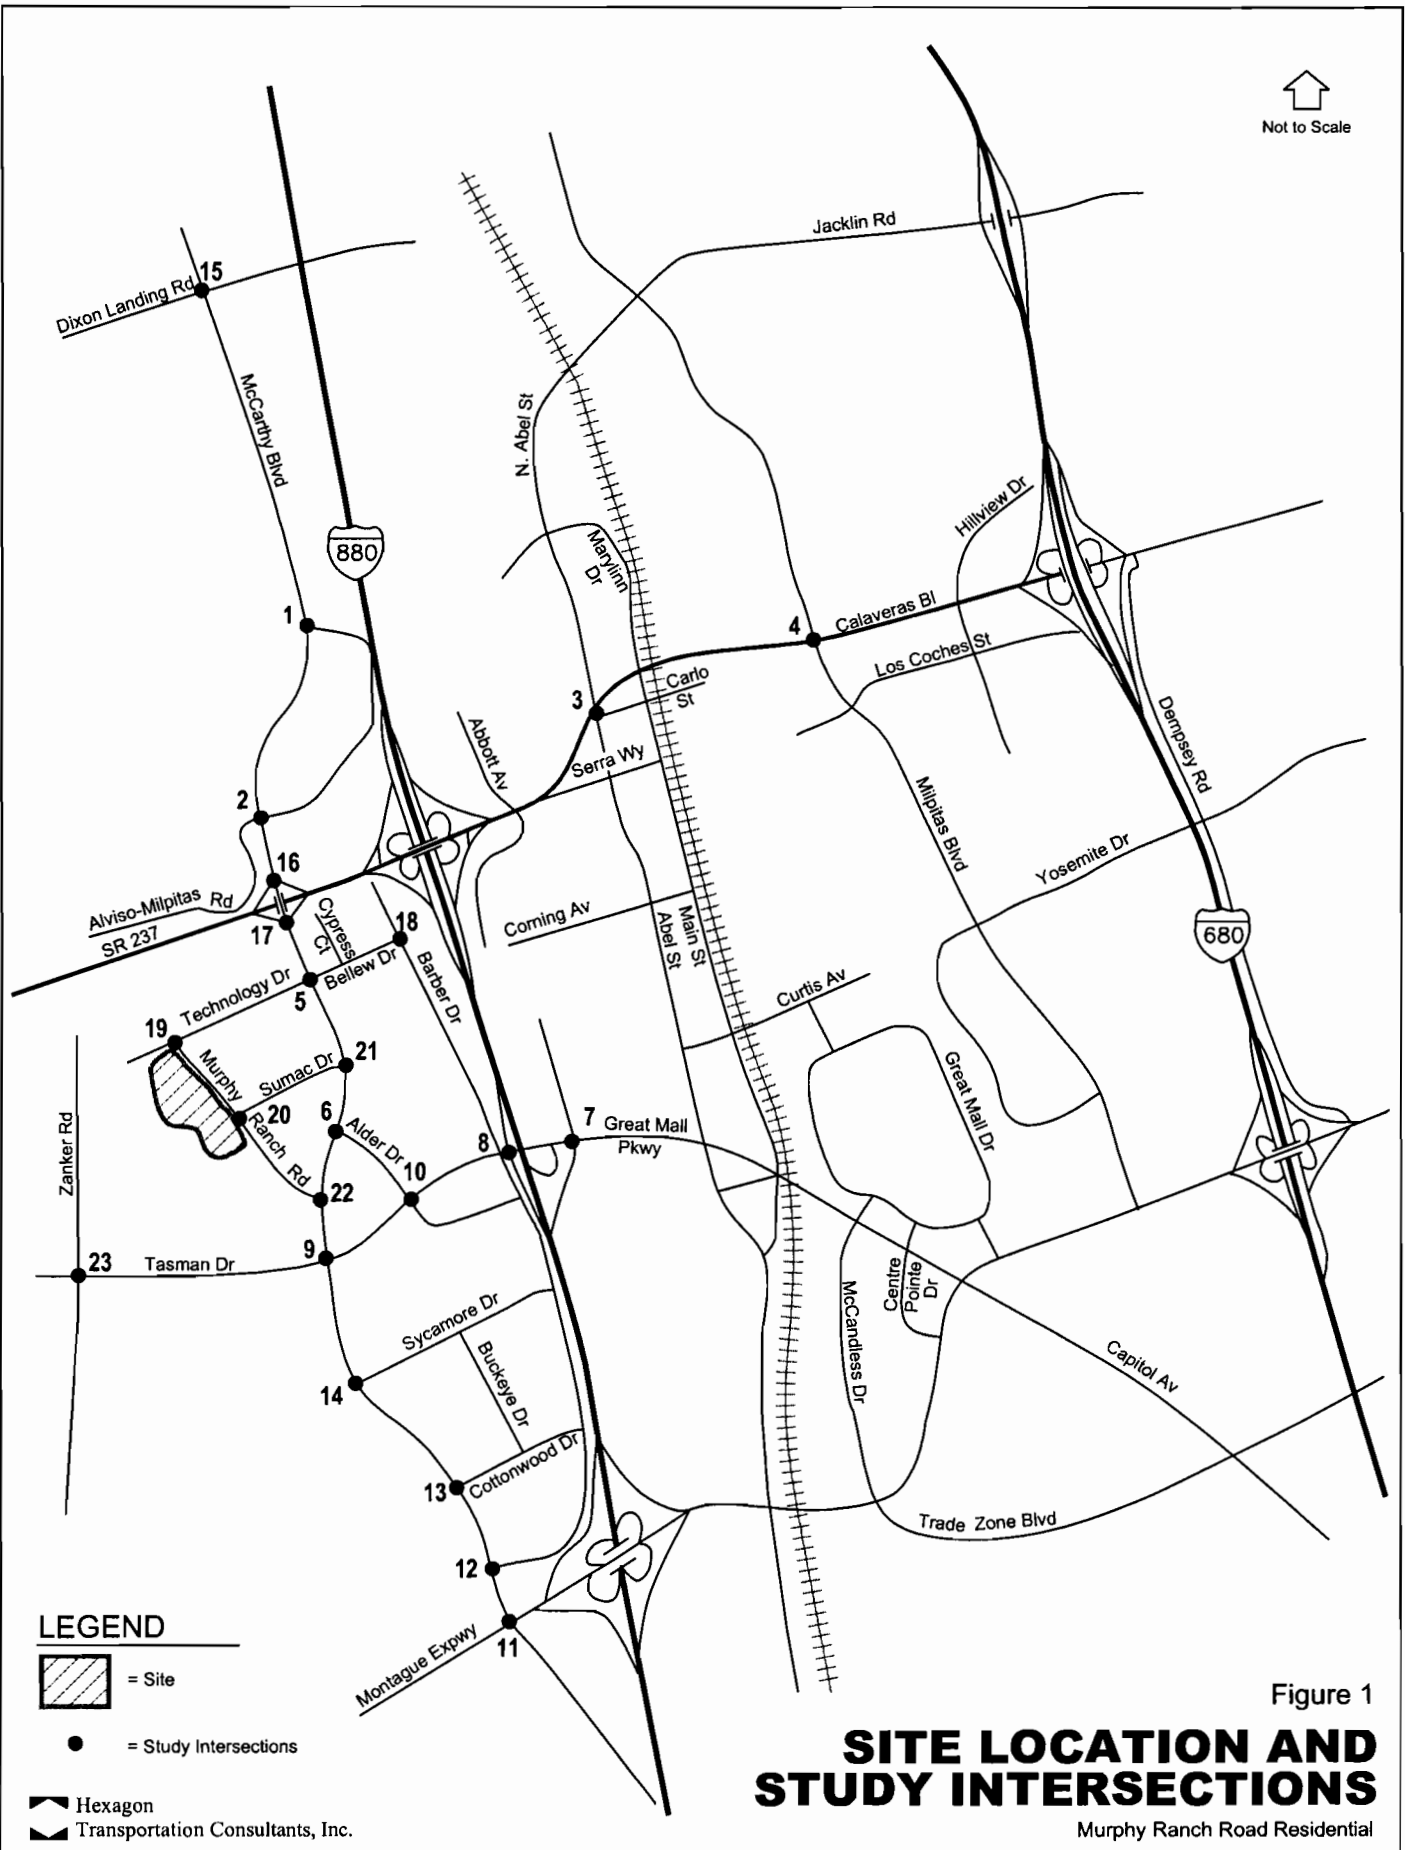 Not to Scale
Jacklin Rd
15
Dixon Landing Rd
McCarthy Blvd
N. Abel St
880
Marylinn
Dr
Hillview Dr
1
4
Calaveras Bl
Los Coches St
3
Carlo
St
Abbott Av
Serra Wy
Dempsey Rd
2
Milpitas Blvd
Yosemite Dr
16
Alviso-Milpitas Rd
SR 237
17
Cypress
Ct
18
Corning Av
Main St
Abel St
680
Technology Dr
5
Bellew Dr
Barber Dr
Curtis Av
19
Murphy
Ranch Rd
Sumac Dr
21
20
Great Mall Dr
Zanker Rd
6
Alder Dr
7
Great Mall
Pkwy
8
10
22
9
23
Tasman Dr
Centre
Pointe
Dr
McCandless Dr
Sycamore Dr
Buckeye Dr
Capitol Av
14
13
Cottonwood Dr
Trade Zone Blvd
12
11
Montague Expwy
LEGEND
= Site
= Study Intersections
Hexagon
Transportation Consultants, Inc.
Figure 1
SITE LOCATION AND
STUDY INTERSECTIONS
Murphy Ranch Road Residential